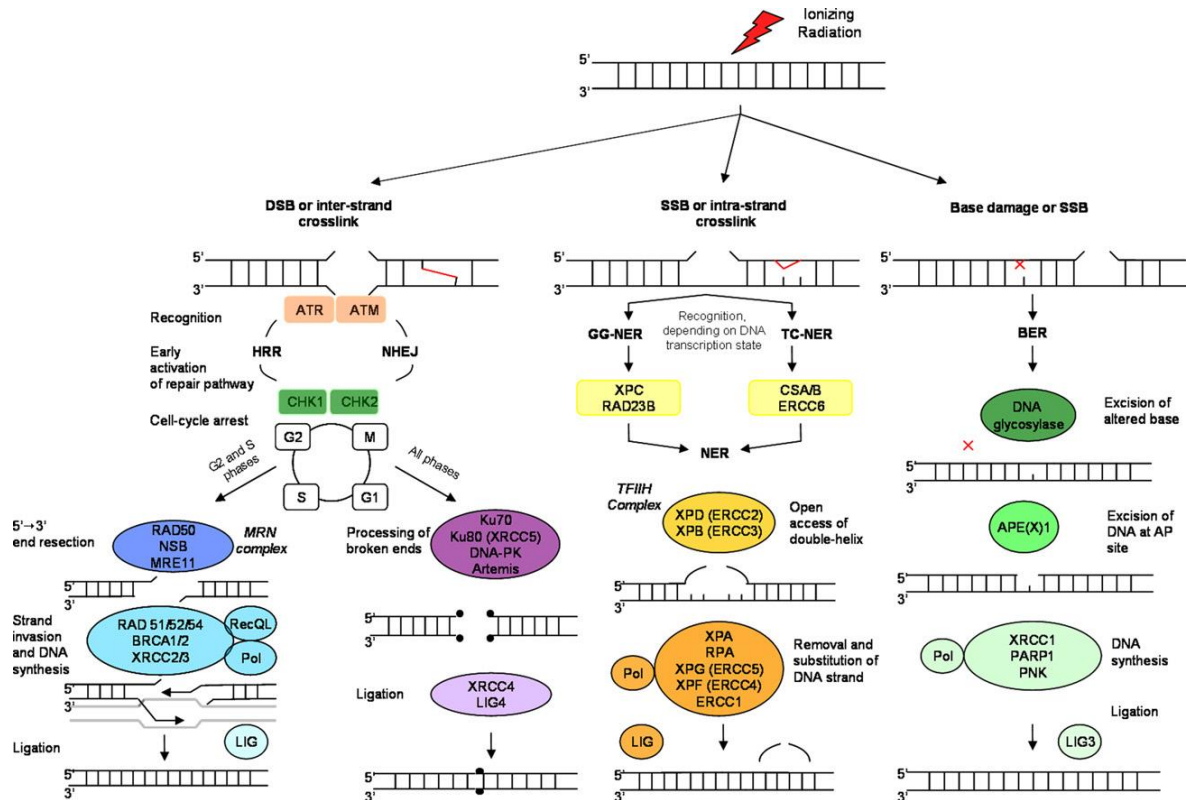 Ionizing
Radiation
5'
3'
DSB or inter-strand
crosslink
SSB or intra-strand
crosslink
Base damage or SSB
5'
3'
5'
3'
5'
3'
Recognition
ATR
ATM
Early
activation
of repair pathway
HRR
NHEJ
CHK1
CHK2
Cell-cycle arrest
G2
M
S
G1
G2 and S
phases
All phases
5'→3'
end resection
RAD50
NSB
MRE11
MRN
complex
5'
3'
Strand
invasion
and DNA
synthesis
RAD 51/52/54
BRCA1/2
XRCC2/3
RecQL
Pol
5'
3'
Ligation
LIG
5'
3'
Processing of
broken ends
Ku70
Ku80 (XRCC5)
DNA-PK
Artemis
5'
3'
Ligation
XRCC4
LIG4
5'
3'
GG-NER
Recognition,
depending on DNA
transcription state
TC-NER
XPC
RAD23B
CSA/B
ERCC6
NER
TFIIH
Complex
XPD (ERCC2)
XPB (ERCC3)
Open
access of
double-helix
5'
3'
Pol
XPA
RPA
XPG (ERCC5)
XPF (ERCC4)
ERCC1
Removal and
substitution of
DNA strand
LIG
5'
3'
BER
DNA
glycosylase
Excision of
altered base
5'
3'
APE(X)1
Excision of
DNA at AP
site
5'
3'
Pol
XRCC1
PARP1
PNK
DNA
synthesis
Ligation
LIG3
5'
3'